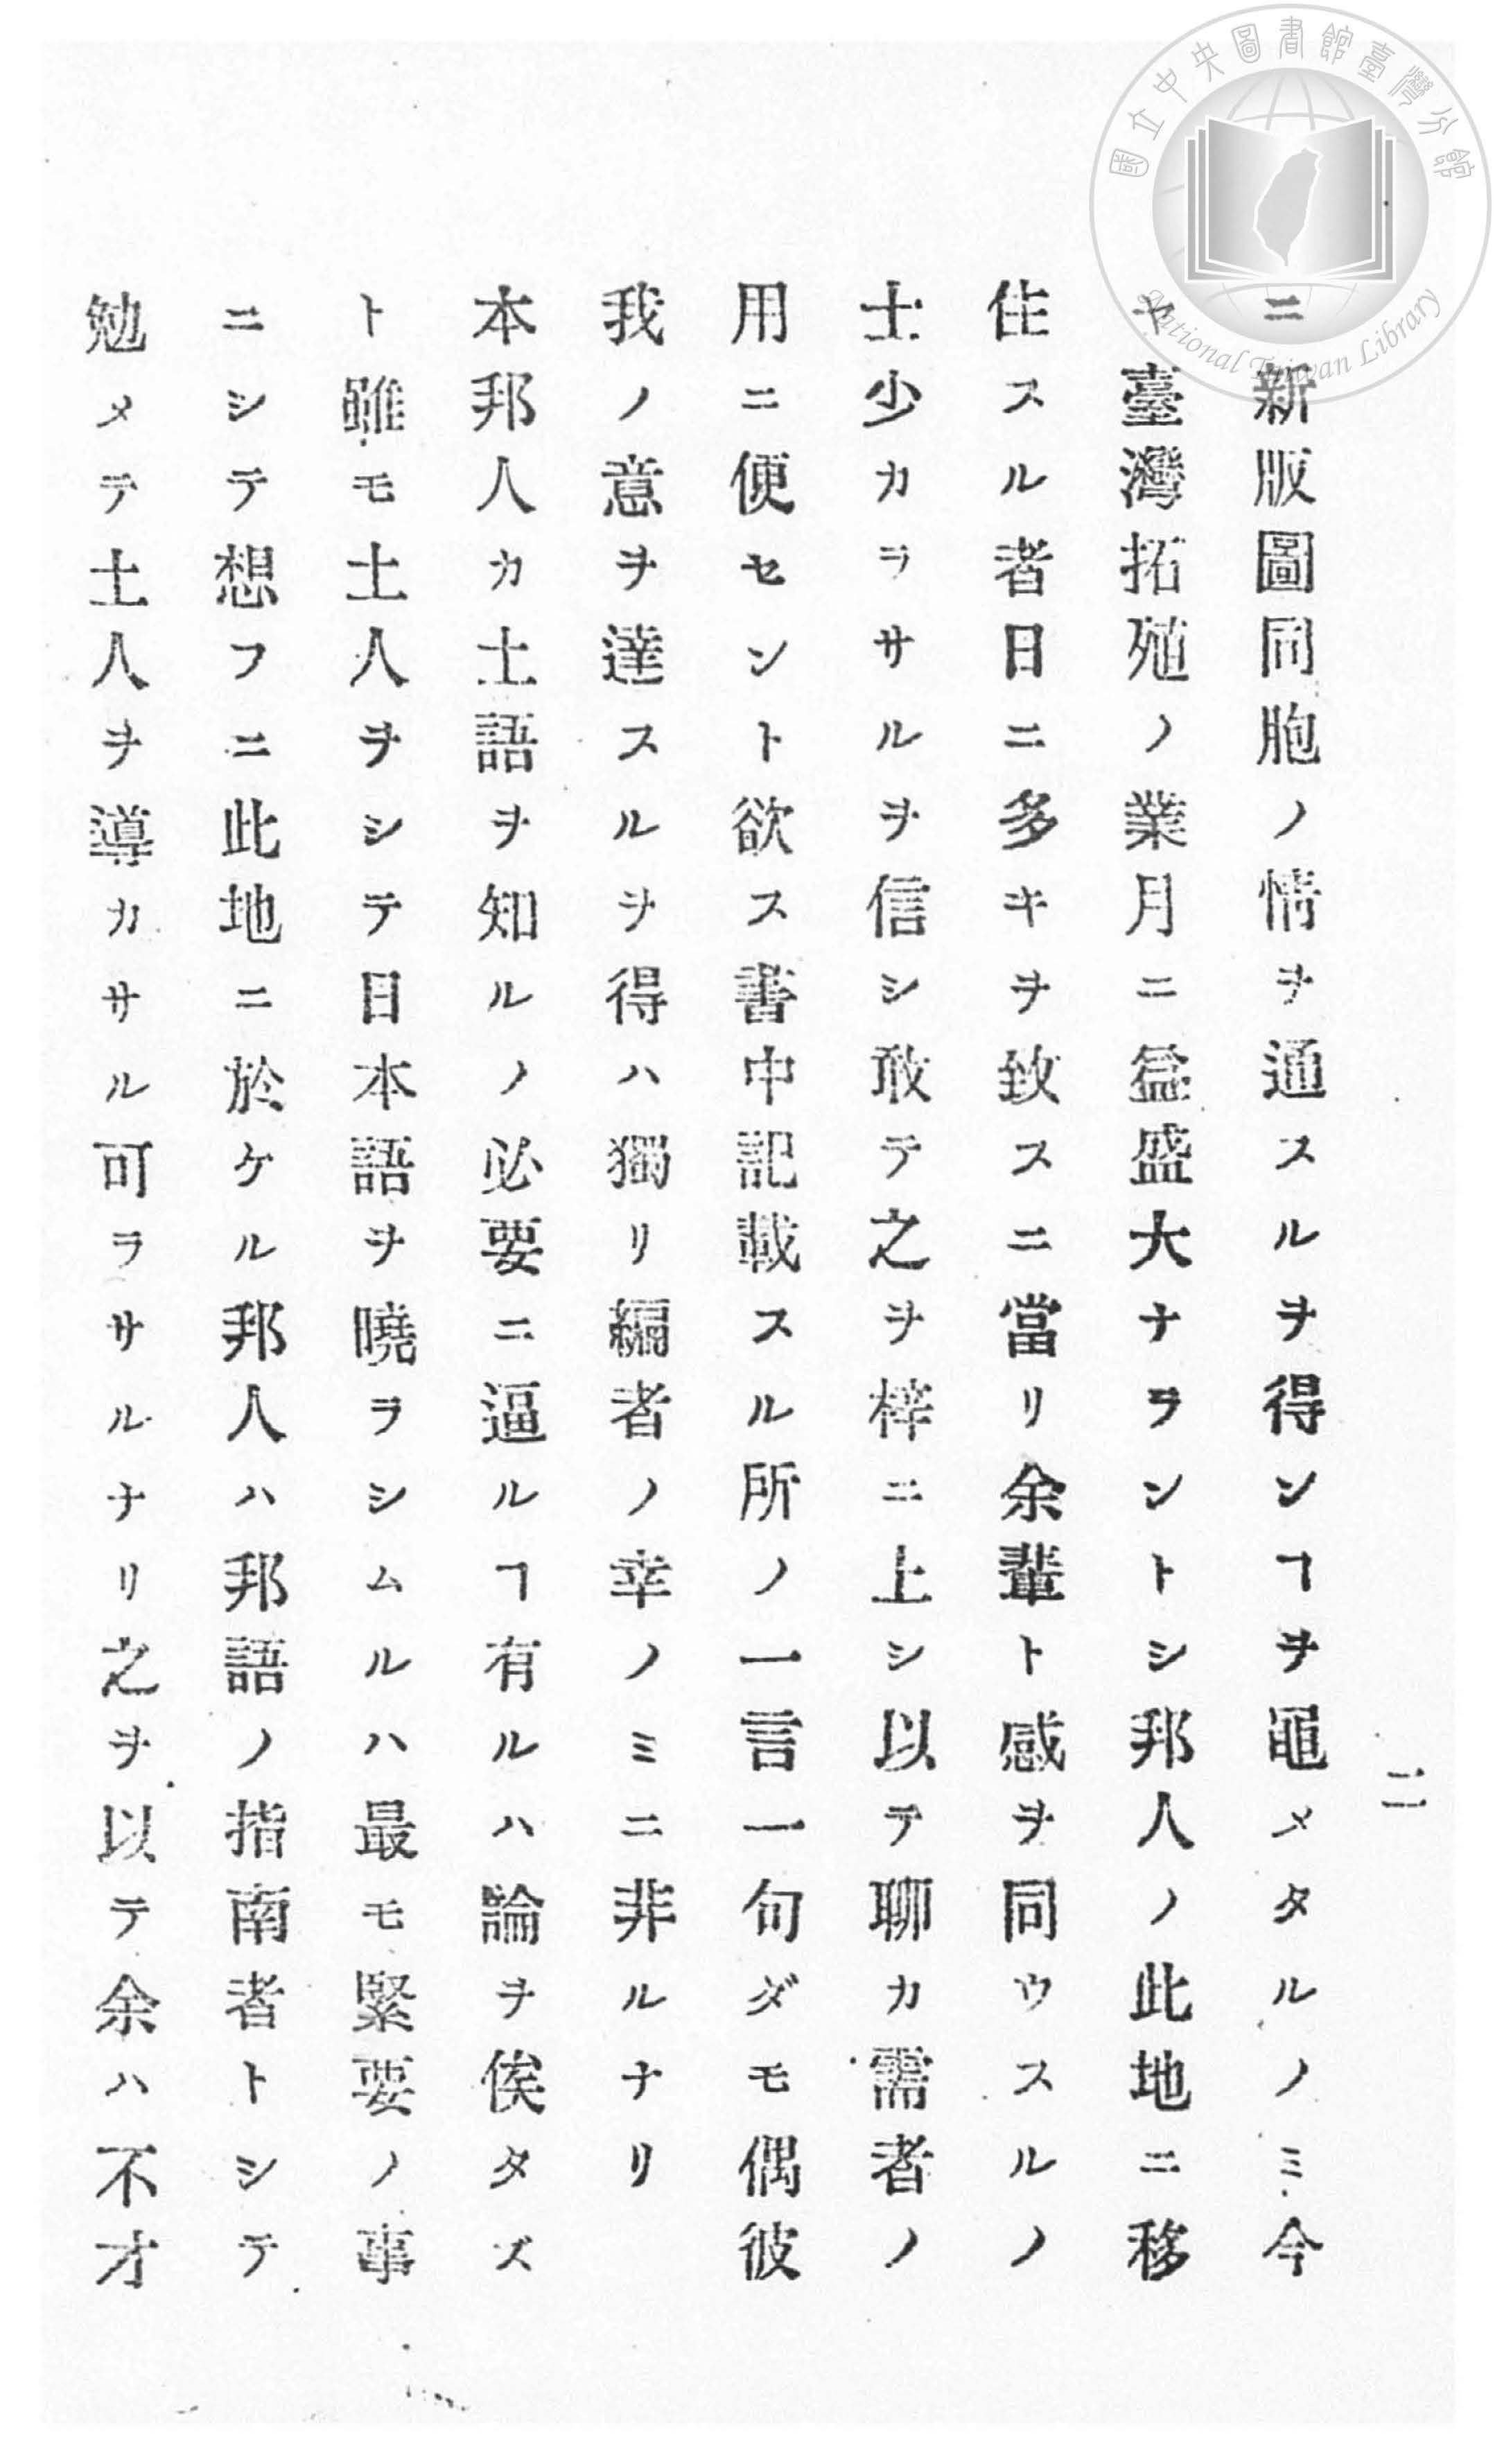 國立中央圖書館臺灣分館
National Taiwan Library
二
ニ新版圖同胞ノ情ヲ通スルヲ得ンヿヲ黽メタルノミ今
ヤ臺灣拓殖ノ業月ニ益盛大ナラントシ邦人ノ此地ニ移
住スル者日ニ多キヲ致スニ當リ余輩ト感ヲ同ウスルノ
士少カラサルヲ信シ敢テ之ヲ梓ニ上シ以テ聊カ需者ノ
用ニ便セント欲ス書中記載スル所ノ一言一句ダモ偶彼
我ノ意ヲ達スルヲ得ハ獨リ編者ノ幸ノミニ非ルナリ
本邦人カ土語ヲ知ルノ必要ニ逼ルヿ有ルハ論ヲ俟タズ
ト雖モ土人ヲシテ日本語ヲ曉ラシムルハ最モ緊要ノ事
ニシテ想フニ此地ニ於ケル邦人ハ邦語ノ指南者トシテ
勉メテ土人ヲ導カサル可ラサルナリ之ヲ以テ余ハ不才